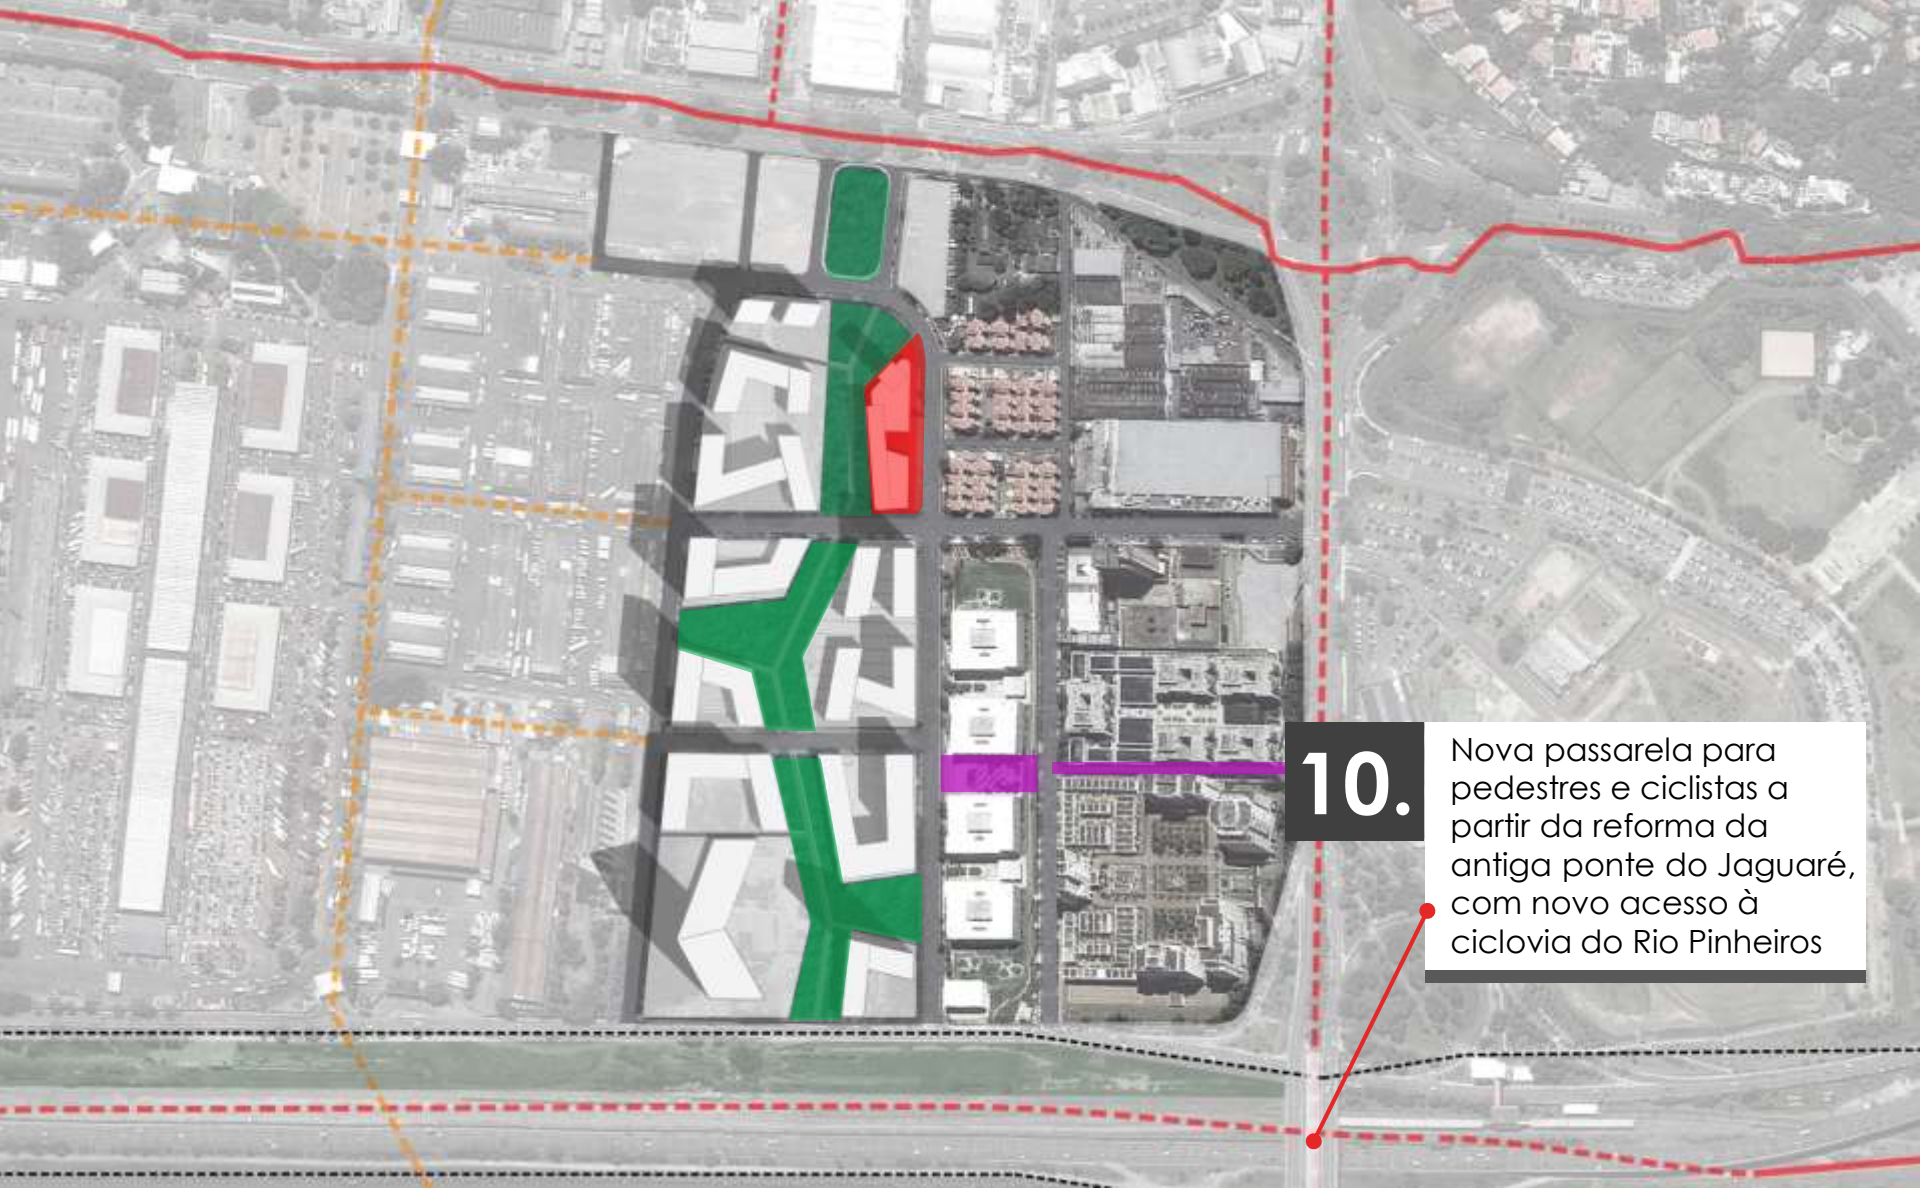 10.
Nova passarela para
pedestres e ciclistas a
partir da reforma da
antiga ponte do Jaguaré,
com novo acesso à
ciclovia do Rio Pinheiros